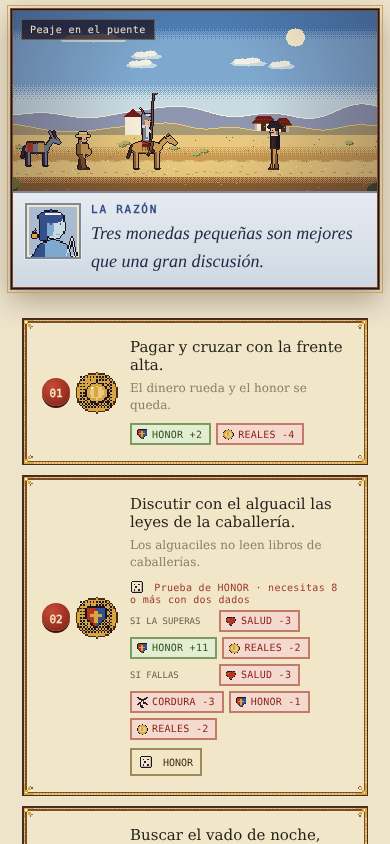 Peaje en el puente
LA RAZÓN
Tres monedas pequeñas son mejores
que una gran discusión.
01
Pagar y cruzar con la frente
alta.
El dinero rueda y el honor se
queda.
HONOR +2 REALES -4
02
Discutir con el alguacil las
leyes de la caballería.
Los alguaciles no leen libros de
caballerías.
Prueba de HONOR · necesitas 8
o más con dos dados
SI LA SUPERAS SALUD -3
HONOR +11 REALES -2
SI FALLAS SALUD -3
CORDURA -3 HONOR -1
REALES -2
HONOR
Buscar el vado de noche,